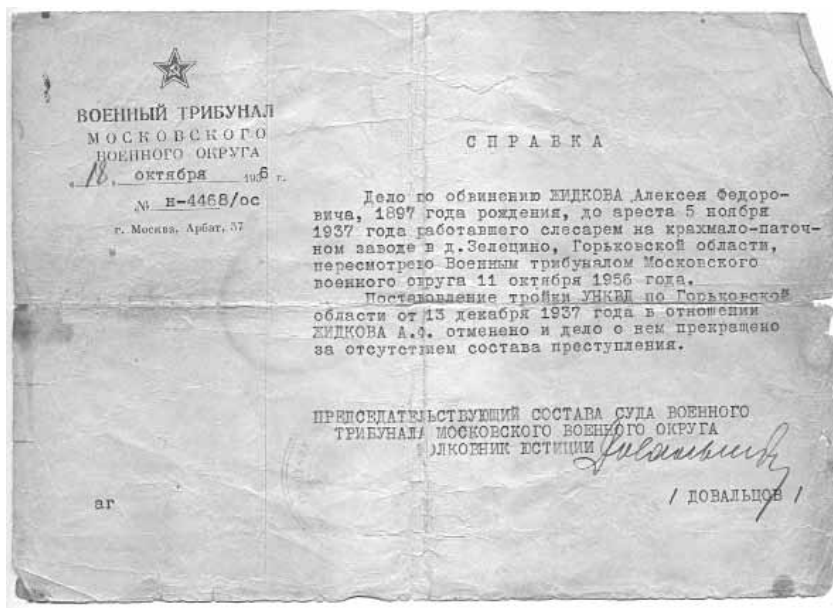 ВОЕННЫЙ ТРИБУНАЛ
МОСКОВСКОГО
ВОЕННОГО ОКРУГА
„18„ октября 1956 г.
№ н-4468/ос
г. Москва, Арбат, 37
СПРАВКА
Дело по обвинению ЖИДКОВА Алексея Федоро-
вича, 1897 года рождения, до ареста 5 ноября
1937 года работавшего слесарем на крахмало-паточ-
ном заводе в д.Зелецино, Горьковской области,
пересмотрено Военным трибуналом Московского
военного округа 11 октября 1956 года.
Постановление тройки УНКВД по Горьковской
области от 13 декабря 1937 года в отношении
ЖИДКОВА А.Ф. отменено и дело о нем прекращено
за отсутствием состава преступления.
ПРЕДСЕДАТЕЛЬСТВУЮЩИЙ СОСТАВА СУДА ВОЕННОГО
ТРИБУНАЛА МОСКОВСКОГО ВОЕННОГО ОКРУГА
ПОЛКОВНИК ЮСТИЦИИ
/ ДОВАЛЬЦОВ /
аг